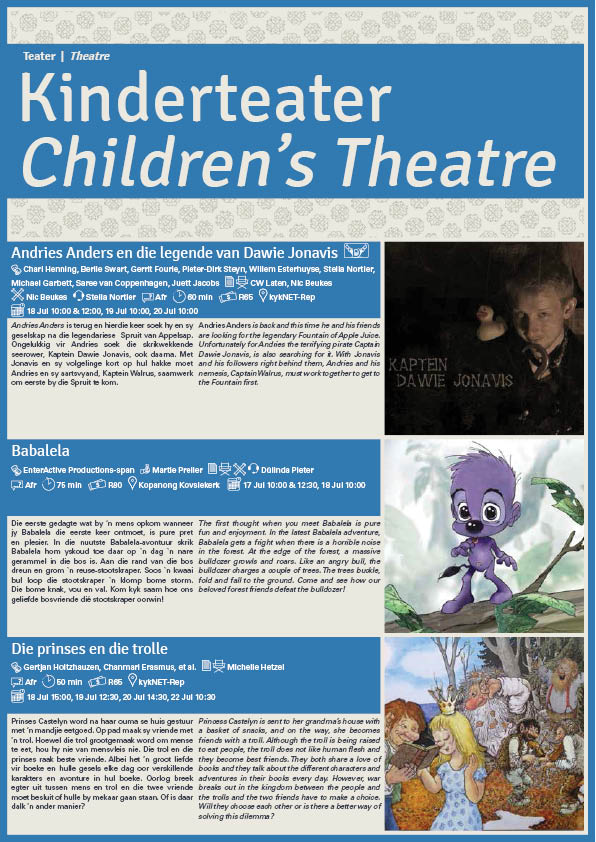 Teater | Theatre
Kinderteater
Children's Theatre
Andries Anders en die legende van Dawie Jonavis
Charl Henning, Berlie Swart, Gerrit Fourie, Pieter-Dirk Steyn, Willem Esterhuyse, Stella Nortier,
Michael Garbett, Saree van Coppenhagen, Juett Jacobs CW Laten, Nic Beukes
Nic Beukes Stella Nortier Afr 60 min R65 kykNET-Rep
18 Jul 10:00 & 12:00, 19 Jul 10:00, 20 Jul 10:00
Andries Anders is terug en hierdie keer soek hy en sy
geselskap na die legendariese Spruit van Appelsap.
Ongelukkig vir Andries soek die skrikwekkende
seerower, Kaptein Dawie Jonavis, ook daarna. Met
Jonavis en sy volgelinge kort op hul hakke moet
Andries en sy aartsvyand, Kaptein Walrus, saamwerk
om eerste by die Spruit te kom.
Andries Anders is back and this time he and his friends
are looking for the legendary Fountain of Apple Juice.
Unfortunately for Andries the terrifying pirate Captain
Dawie Jonavis, is also searching for it. With Jonavis
and his followers right behind them, Andries and his
nemesis, Captain Walrus, must work together to get to
the Fountain first.
KAPTEIN
DAWIE JONAVIS
Babalela
EnterActive Productions-span Martie Preller Dúlinda Pieter
Afr 75 min R80 Kopanong Kovsiekerk 17 Jul 10:00 & 12:30, 18 Jul 10:00
Die eerste gedagte wat by 'n mens opkom wanneer
jy Babalela die eerste keer ontmoet, is pure pret
en plesier. In die nuutste Babalela-avontuur skrik
Babalela hom yskoud toe daar op 'n dag 'n nare
gerammel in die bos is. Aan die rand van die bos
dreun en grom 'n reuse-stootskraper. Soos 'n kwaai
bul loop die stootskraper 'n klomp bome storm.
Die bome knak, vou en val. Kom kyk saam hoe ons
geliefde bosvriende dié stootskraper oorwin!
The first thought when you meet Babalela is pure
fun and enjoyment. In the latest Babalela adventure,
Babalela gets a fright when there is a horrible noise
in the forest. At the edge of the forest, a massive
bulldozer growls and roars. Like an angry bull, the
bulldozer charges a couple of trees. The trees buckle,
fold and fall to the ground. Come and see how our
beloved forest friends defeat the bulldozer!
Die prinses en die trolle
Gertjan Holtzhauzen, Chanmari Erasmus, et al. Michelle Hetzel
Afr 50 min R65 kykNET-Rep
18 Jul 15:00, 19 Jul 12:30, 20 Jul 14:30, 22 Jul 10:30
Prinses Castelyn word na haar ouma se huis gestuur
met 'n mandjie eetgoed. Op pad maak sy vriende met
'n trol. Hoewel die trol grootgemaak word om mense
te eet, hou hy nie van mensvleis nie. Die trol en die
prinses raak beste vriende. Albei het 'n groot liefde
vir boeke en hulle gesels elke dag oor verskillende
karakters en avonture in hul boeke. Oorlog breek
egter uit tussen mens en trol en die twee vriende
moet besluit of hulle by mekaar gaan staan. Of is daar
dalk 'n ander manier?
Princess Castelyn is sent to her grandma's house with
a basket of snacks, and on the way, she becomes
friends with a troll. Although the troll is being raised
to eat people, the troll does not like human flesh and
they become best friends. They both share a love of
books and they talk about the different characters and
adventures in their books every day. However, war
breaks out in the kingdom between the people and
the trolls and the two friends have to make a choice.
Will they choose each other or is there a better way of
solving this dilemma?